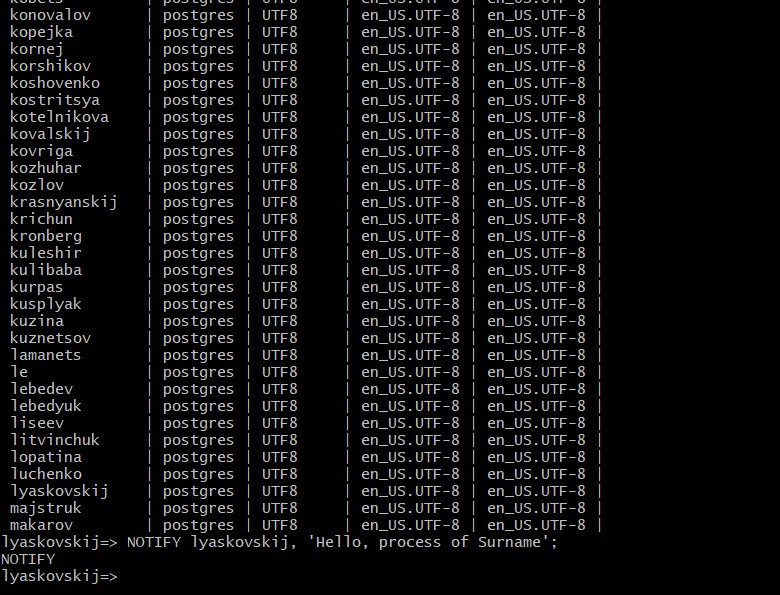 konovalov | postgres | UTF8 | en_US.UTF-8 | en_US.UTF-8 |
kopejka | postgres | UTF8 | en_US.UTF-8 | en_US.UTF-8 |
kornej | postgres | UTF8 | en_US.UTF-8 | en_US.UTF-8 |
korshikov | postgres | UTF8 | en_US.UTF-8 | en_US.UTF-8 |
koshovenko | postgres | UTF8 | en_US.UTF-8 | en_US.UTF-8 |
kostritsya | postgres | UTF8 | en_US.UTF-8 | en_US.UTF-8 |
kotelnikova | postgres | UTF8 | en_US.UTF-8 | en_US.UTF-8 |
kovalskij | postgres | UTF8 | en_US.UTF-8 | en_US.UTF-8 |
kovriga | postgres | UTF8 | en_US.UTF-8 | en_US.UTF-8 |
kozhuhar | postgres | UTF8 | en_US.UTF-8 | en_US.UTF-8 |
kozlov | postgres | UTF8 | en_US.UTF-8 | en_US.UTF-8 |
krasnyanskij | postgres | UTF8 | en_US.UTF-8 | en_US.UTF-8 |
krichun | postgres | UTF8 | en_US.UTF-8 | en_US.UTF-8 |
kronberg | postgres | UTF8 | en_US.UTF-8 | en_US.UTF-8 |
kuleshir | postgres | UTF8 | en_US.UTF-8 | en_US.UTF-8 |
kulibaba | postgres | UTF8 | en_US.UTF-8 | en_US.UTF-8 |
kurpas | postgres | UTF8 | en_US.UTF-8 | en_US.UTF-8 |
kusplyak | postgres | UTF8 | en_US.UTF-8 | en_US.UTF-8 |
kuzina | postgres | UTF8 | en_US.UTF-8 | en_US.UTF-8 |
kuznetsov | postgres | UTF8 | en_US.UTF-8 | en_US.UTF-8 |
lamanets | postgres | UTF8 | en_US.UTF-8 | en_US.UTF-8 |
le | postgres | UTF8 | en_US.UTF-8 | en_US.UTF-8 |
lebedev | postgres | UTF8 | en_US.UTF-8 | en_US.UTF-8 |
lebedyuk | postgres | UTF8 | en_US.UTF-8 | en_US.UTF-8 |
liseev | postgres | UTF8 | en_US.UTF-8 | en_US.UTF-8 |
litvinchuk | postgres | UTF8 | en_US.UTF-8 | en_US.UTF-8 |
lopatina | postgres | UTF8 | en_US.UTF-8 | en_US.UTF-8 |
luchenko | postgres | UTF8 | en_US.UTF-8 | en_US.UTF-8 |
lyaskovskij | postgres | UTF8 | en_US.UTF-8 | en_US.UTF-8 |
majstruk | postgres | UTF8 | en_US.UTF-8 | en_US.UTF-8 |
makarov | postgres | UTF8 | en_US.UTF-8 | en_US.UTF-8 |
lyaskovskij=> NOTIFY lyaskovskij, 'Hello, process of Surname';
NOTIFY
lyaskovskij=>